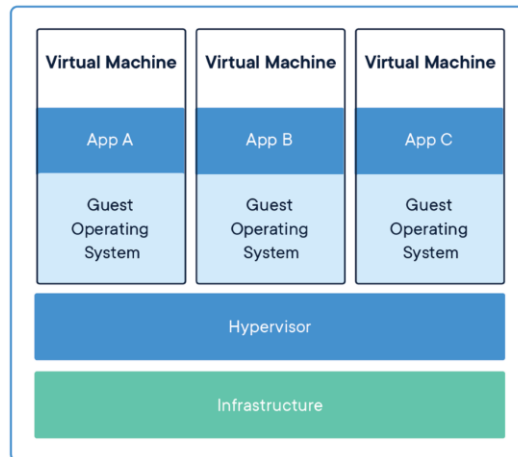 Virtual Machine
Virtual Machine
Virtual Machine
App A
App B
App C
Guest
Operating
System
Guest
Operating
System
Guest
Operating
System
Hypervisor
Infrastructure